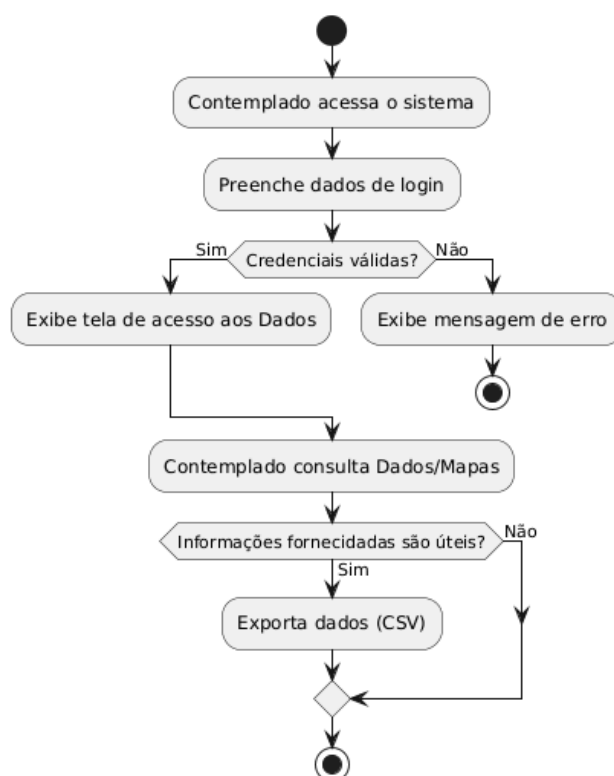 Contemplado acessa o sistema
Preenche dados de login
Sim
Credenciais válidas?
Não
Exibe tela de acesso aos Dados
Exibe mensagem de erro
Contemplado consulta Dados/Mapas
Informações fornecidadas são úteis?
Não
Sim
Exporta dados (CSV)